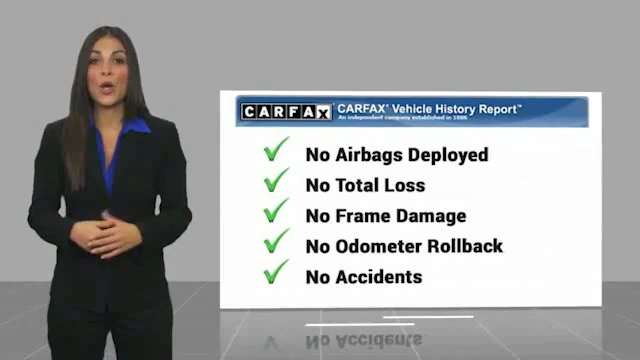 CARFAX CARFAX® Vehicle History Report™
An independent company established in 1986
No Airbags Deployed
No Total Loss
No Frame Damage
No Odometer Rollback
No Accidents